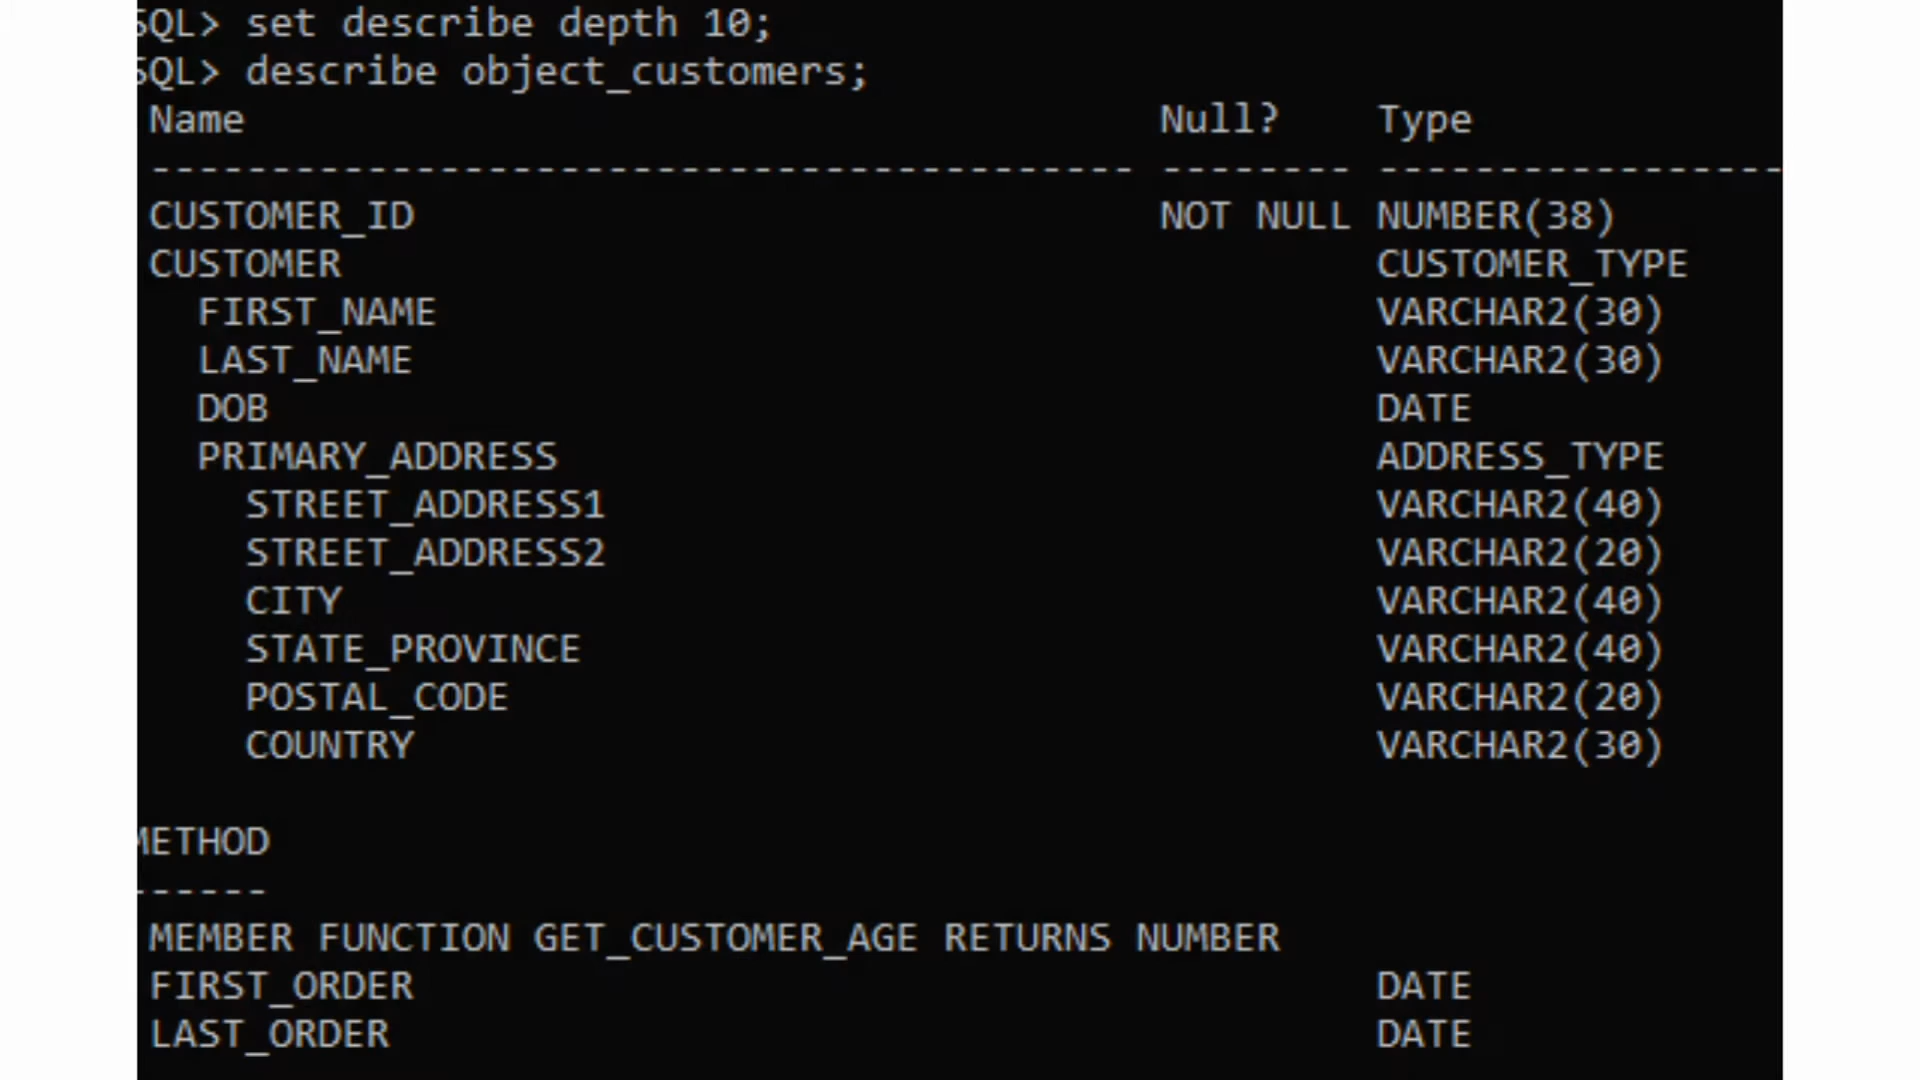 SQL> set describe depth 10;
SQL> describe object_customers;
Name Null? Type
----------------------------------------- -------- -----------------
CUSTOMER_ID NOT NULL NUMBER(38)
CUSTOMER CUSTOMER_TYPE
FIRST_NAME VARCHAR2(30)
LAST_NAME VARCHAR2(30)
DOB DATE
PRIMARY_ADDRESS ADDRESS_TYPE
STREET_ADDRESS1 VARCHAR2(40)
STREET_ADDRESS2 VARCHAR2(20)
CITY VARCHAR2(40)
STATE_PROVINCE VARCHAR2(40)
POSTAL_CODE VARCHAR2(20)
COUNTRY VARCHAR2(30)
METHOD
------
MEMBER FUNCTION GET_CUSTOMER_AGE RETURNS NUMBER
FIRST_ORDER DATE
LAST_ORDER DATE